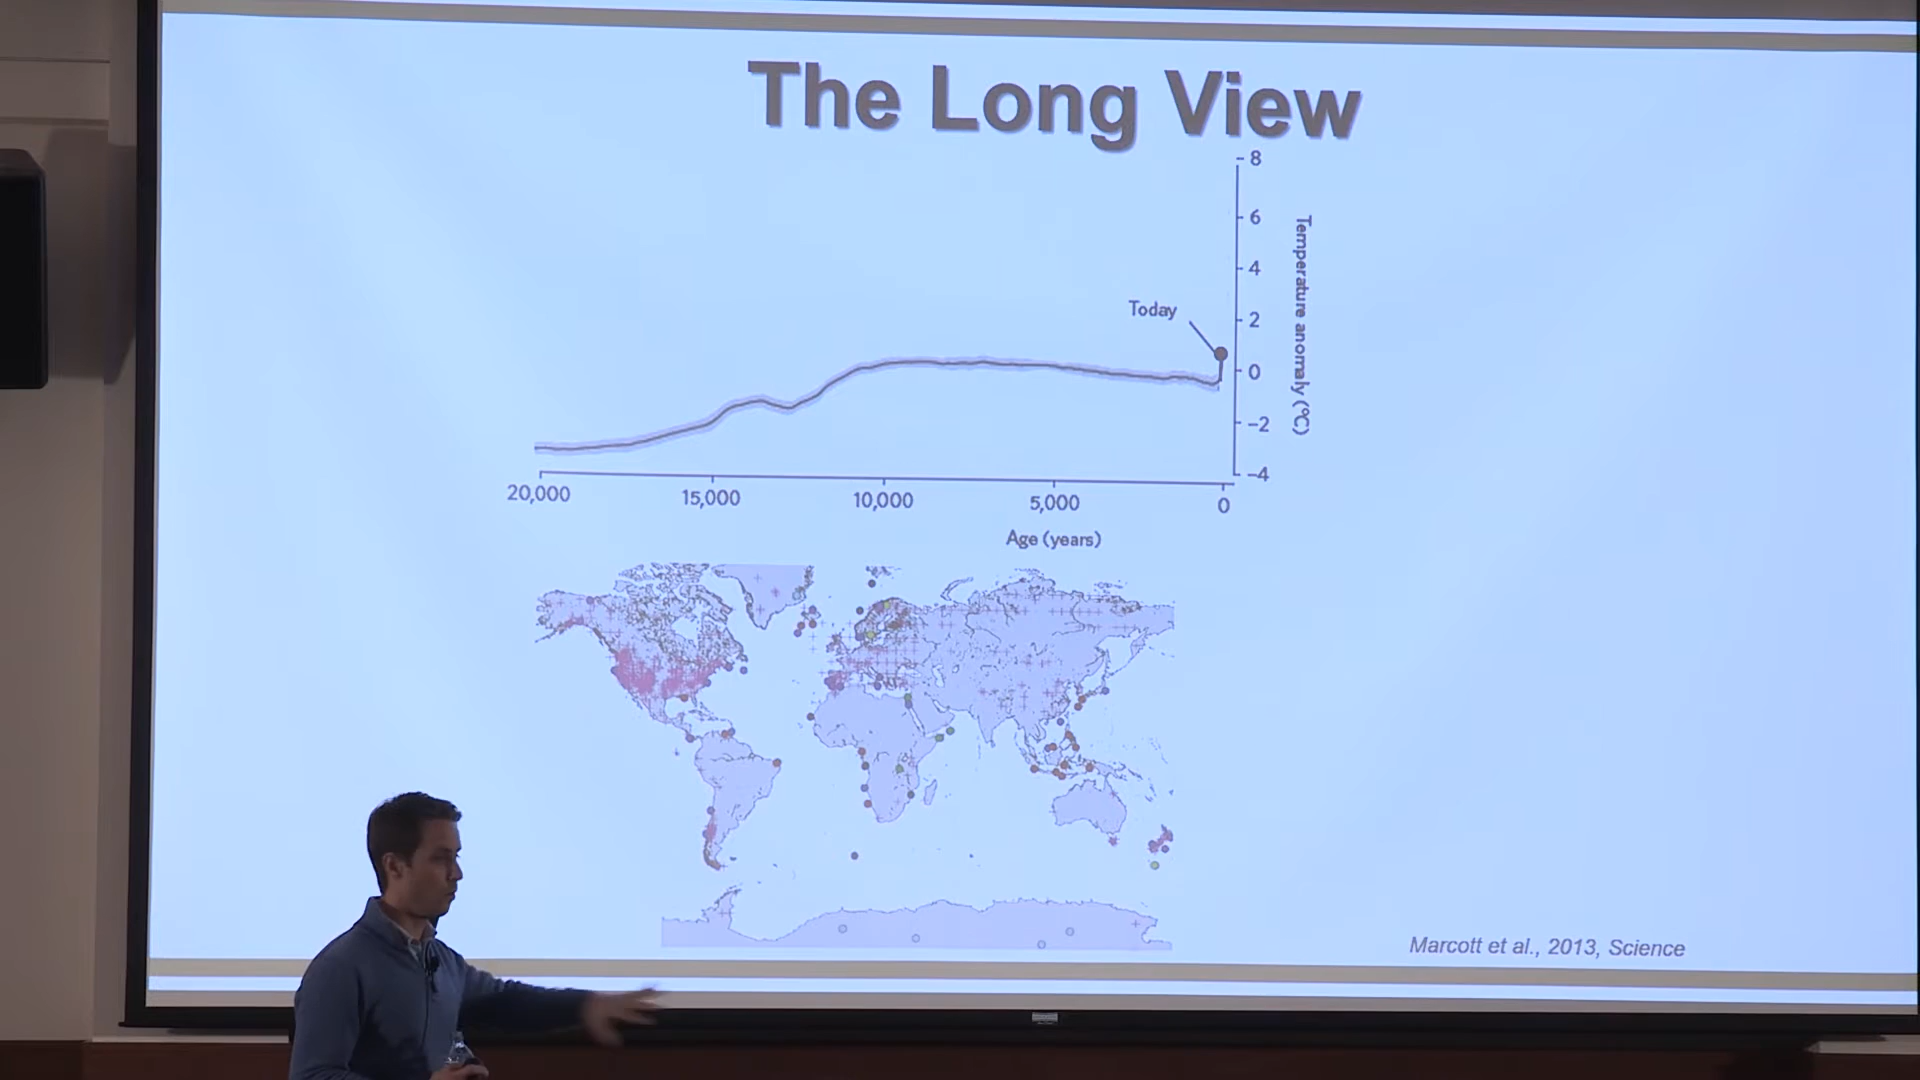 The Long View
8
6
4
2
0
-2
-4
Temperature anomaly (°C)
Today
20,000
15,000
10,000
5,000
0
Age (years)
Marcott et al., 2013, Science